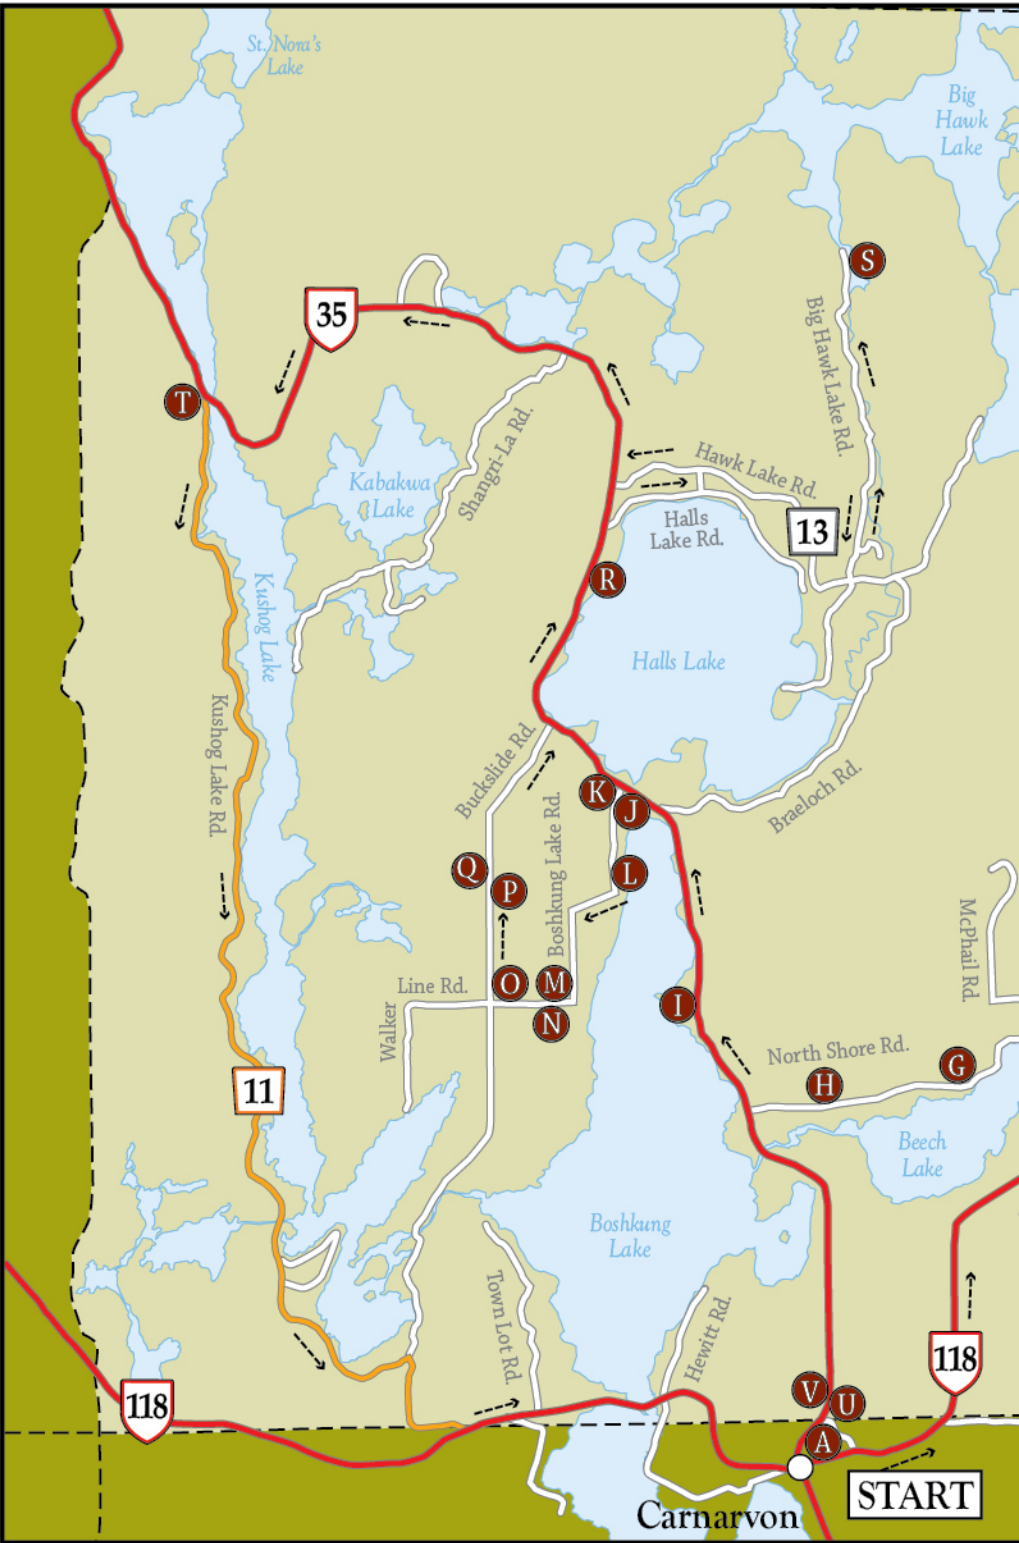 St. Nora's
Lake
Big
Hawk
Lake
S
35
Big Hawk Lake Rd.
T
Shangri-La Rd.
Kabakwa
Lake
Hawk Lake Rd.
Halls
Lake Rd.
13
R
Kushog Lake
Halls Lake
Kushog Lake Rd.
Buckslide Rd.
K
J
Braeloch Rd.
Boshkung Lake Rd.
Q
P
L
McPhail Rd.
Line Rd.
O
M
N
I
Walker
North Shore Rd.
G
H
11
Beech
Lake
Boshkung
Lake
Town Lot Rd.
Hewitt Rd.
118
118
V
U
A
START
Carnarvon